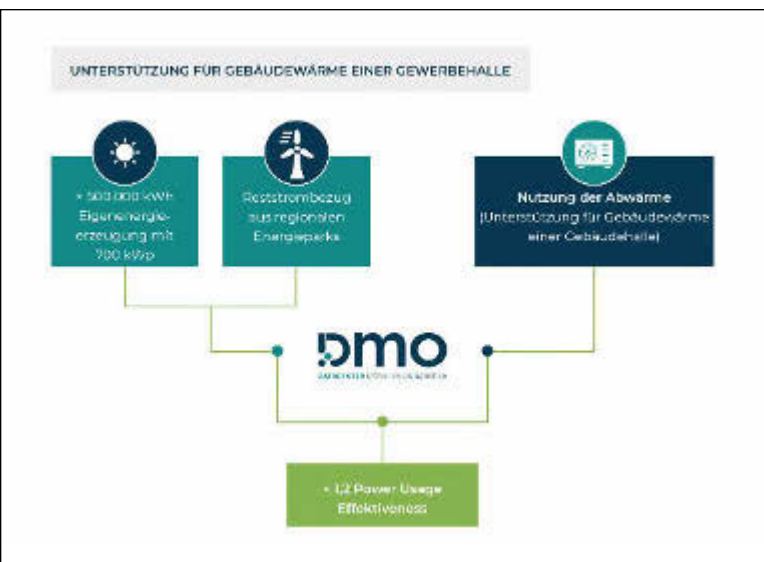 UNTERSTÜTZUNG FÜR GEBÄUDEWÄRME EINER GEWERBEHALLE
500.000 kWh
Eigenenergie-
erzeugung mit
700 kWp
Reststrombezug
aus regionalen
Energieparks
Nutzung der Abwärme
(Unterstützung für Gebäudewärme
einer Gebäudehalle)
DMO
DATACENTER
1,2 Power Usage
Effektiveness